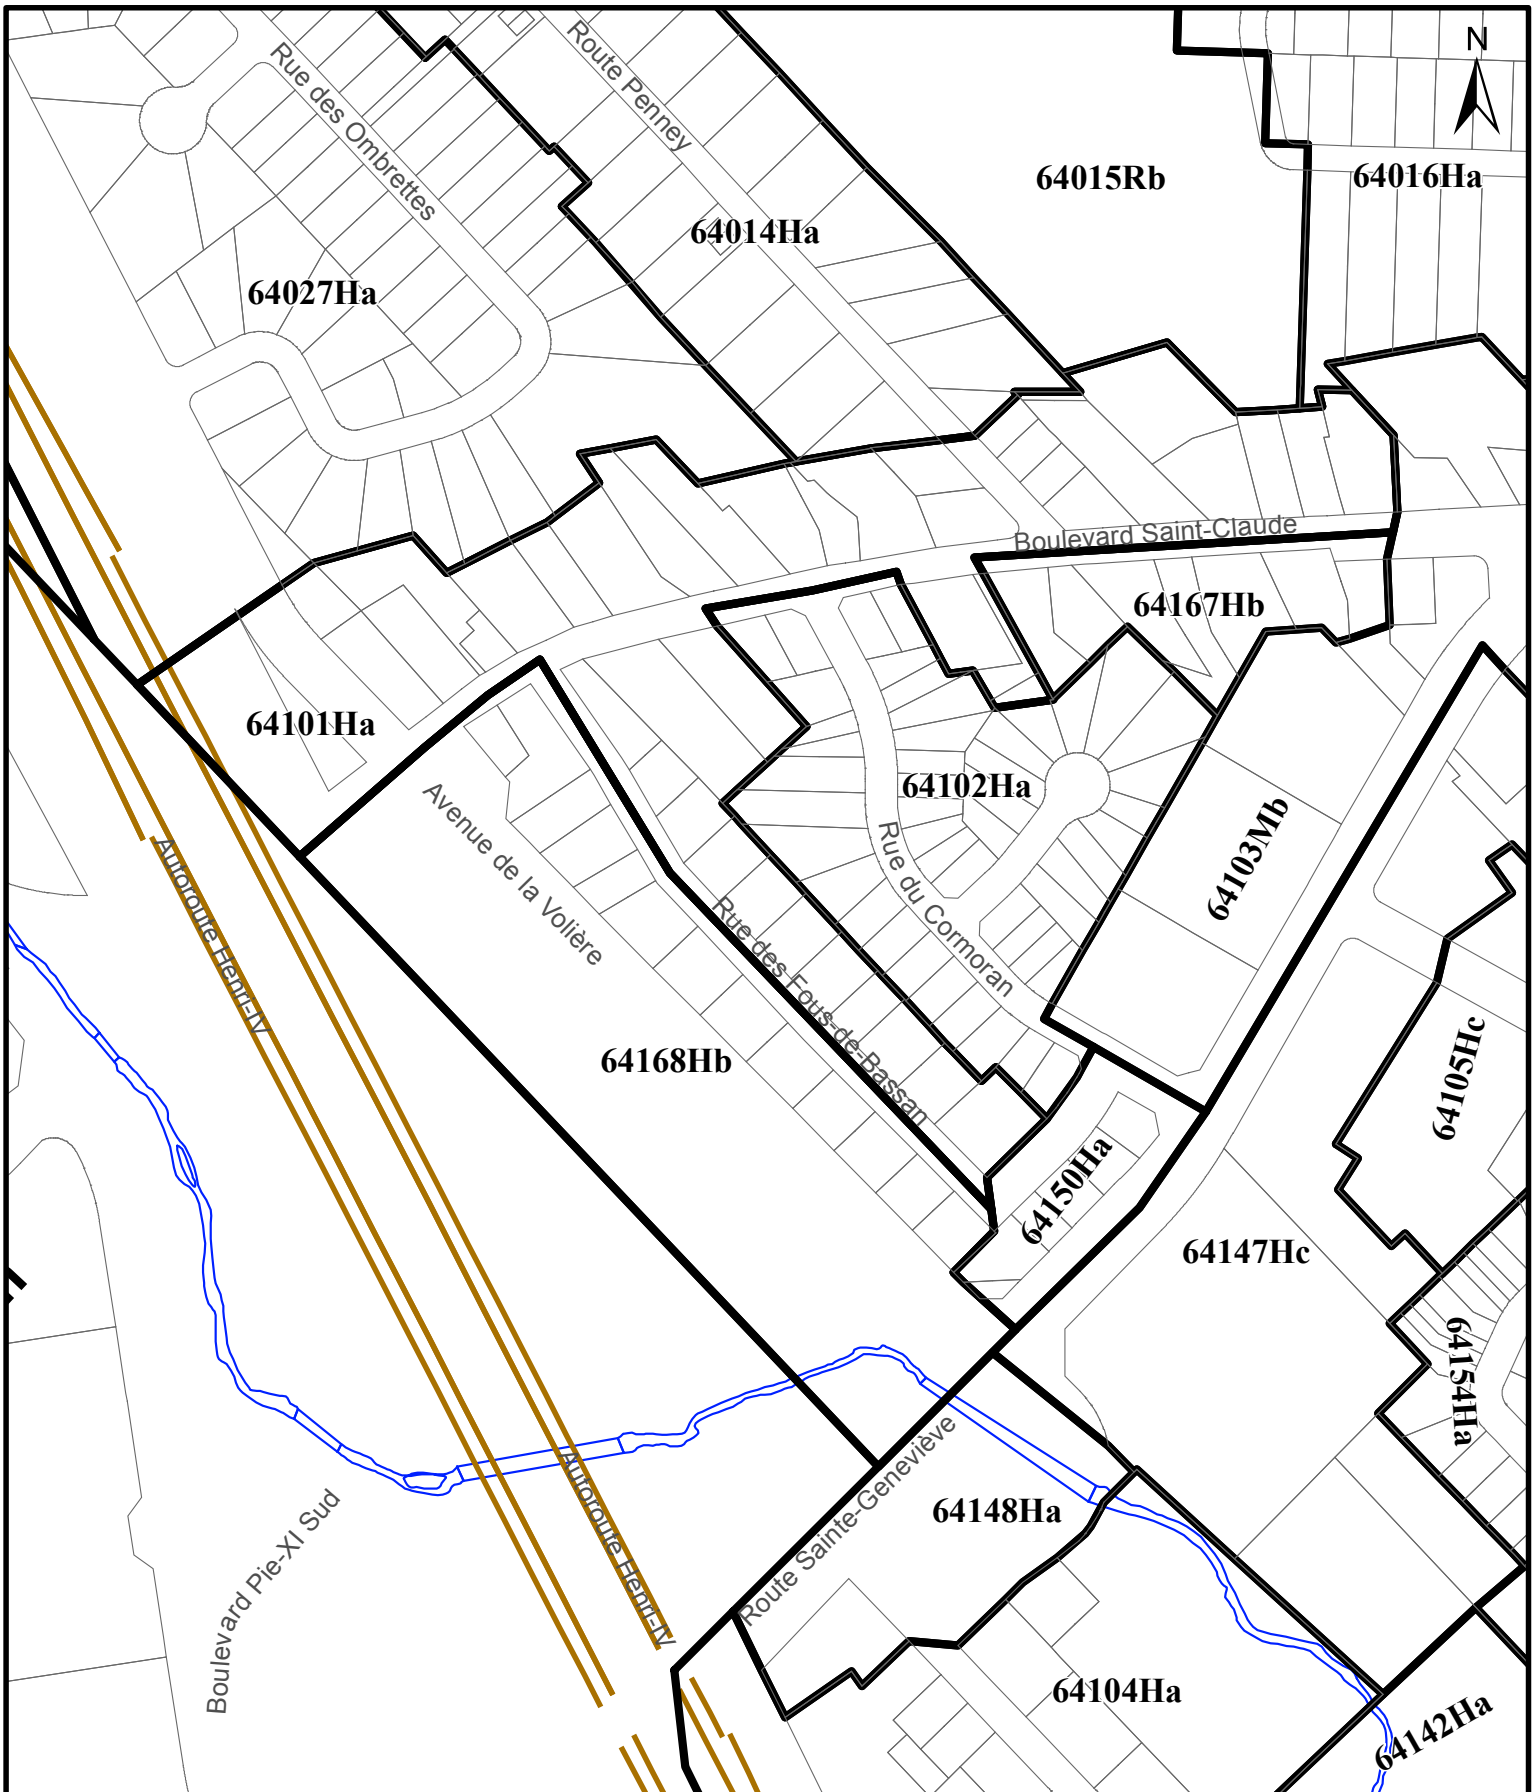 N
Rue des Ombrettes
Route Penney
64015Rb
64016Ha
64014Ha
64027Ha
Boulevard Saint-Claude
64167Hb
64101Ha
64102Ha
Avenue de la Volière
Rue du Cormoran
64103Mb
Autoroute Henri-IV
Rue des Fous-de-Bassan
64168Hb
64105Hc
64150Ha
64147Hc
64154Ha
Autoroute Henri-IV
Route Sainte-Geneviève
64148Ha
Boulevard Pie-XI Sud
64104Ha
64142Ha